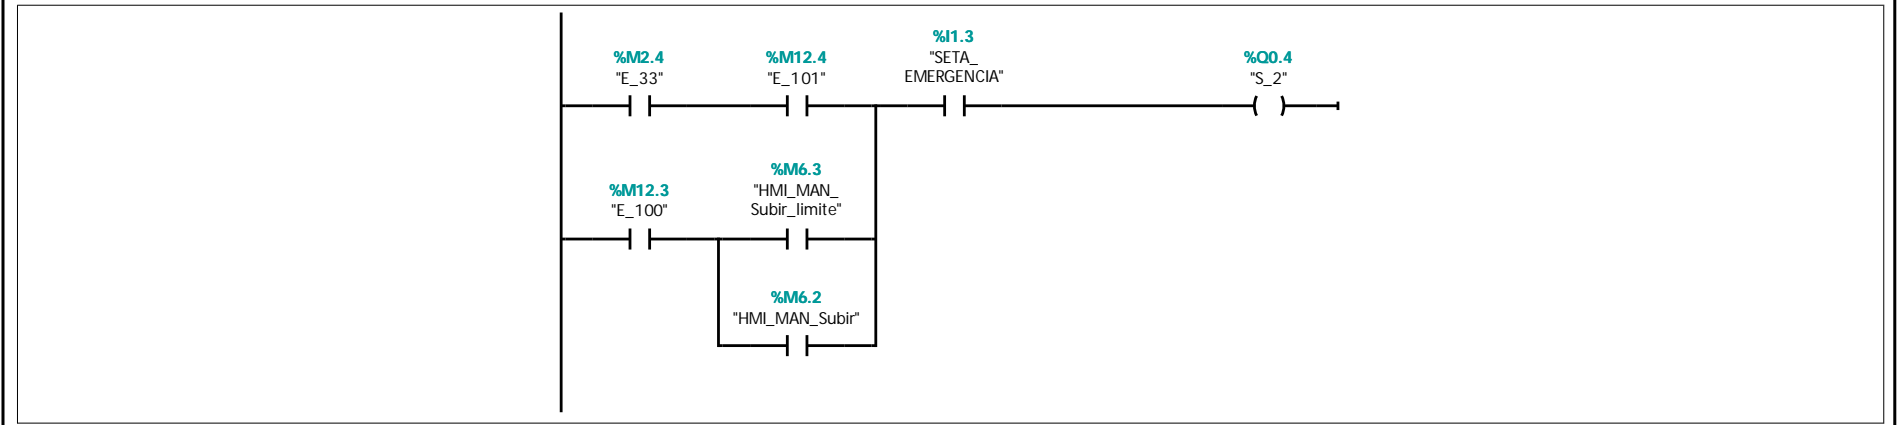 %I1.3
%M2.4
%M12.4
"SETA_
%Q0.4
"E_33"
"E_101"
EMERGENCIA"
"S_2"
%M6.3
%M12.3
"HMI_MAN_
"E_100"
Subir_limite"
%M6.2
"HMI_MAN_Subir"